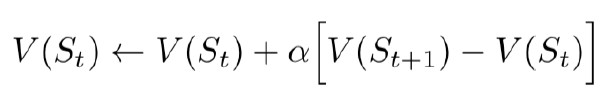 V(S_t) ← V(S_t) + α[V(S_{t+1}) − V(S_t)]